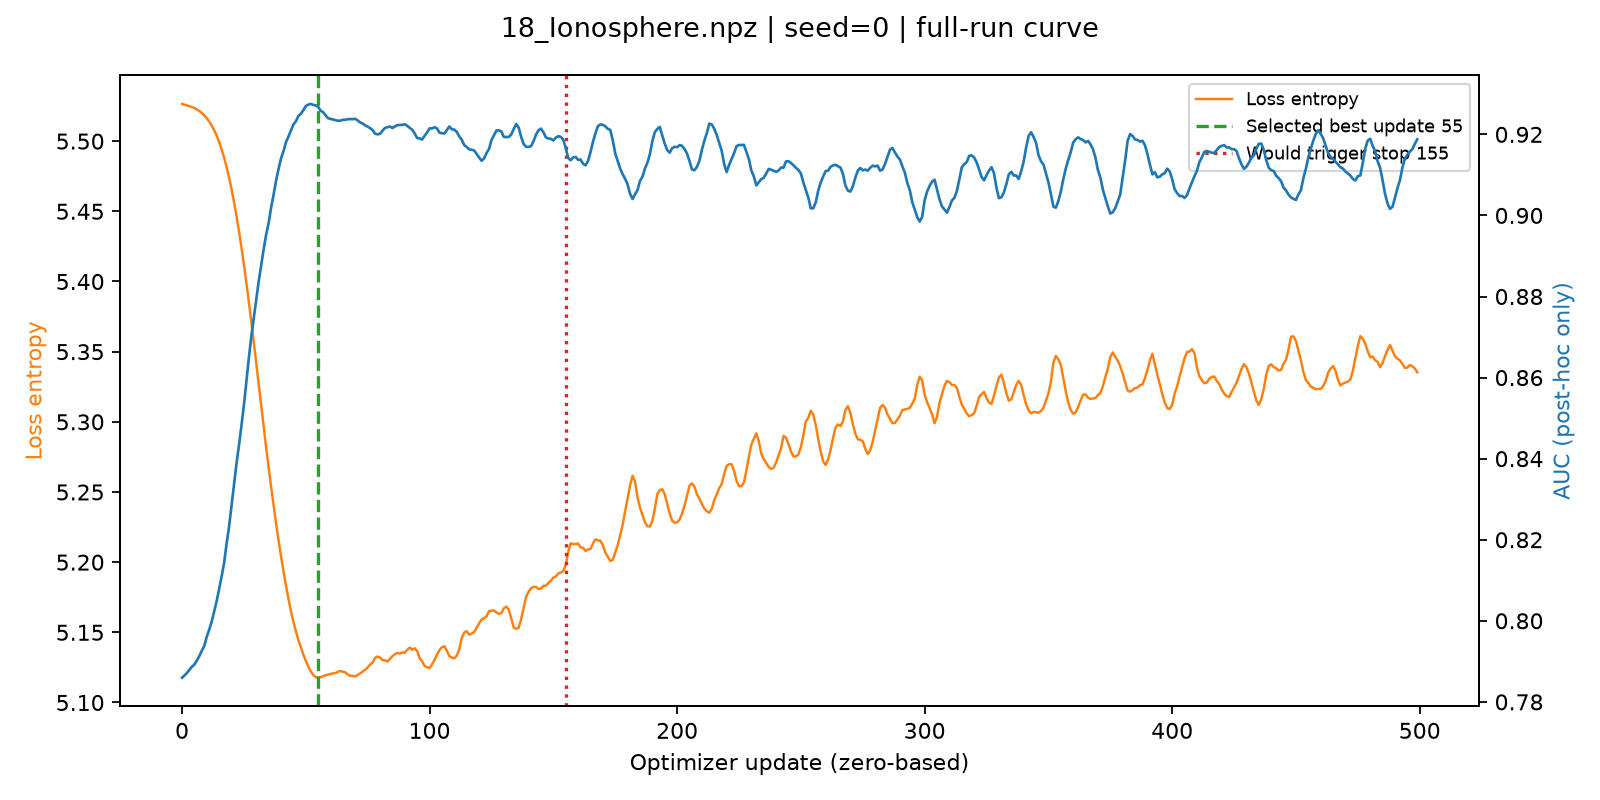 18_Ionosphere.npz | seed=0 | full-run curve
Loss entropy
Selected best update 55
Would trigger stop 155
5.50
5.45
5.40
5.35
5.30
5.25
5.20
5.15
5.10
Loss entropy
0.92
0.90
0.88
0.86
0.84
0.82
0.80
0.78
AUC (post-hoc only)
0 100 200 300 400 500
Optimizer update (zero-based)